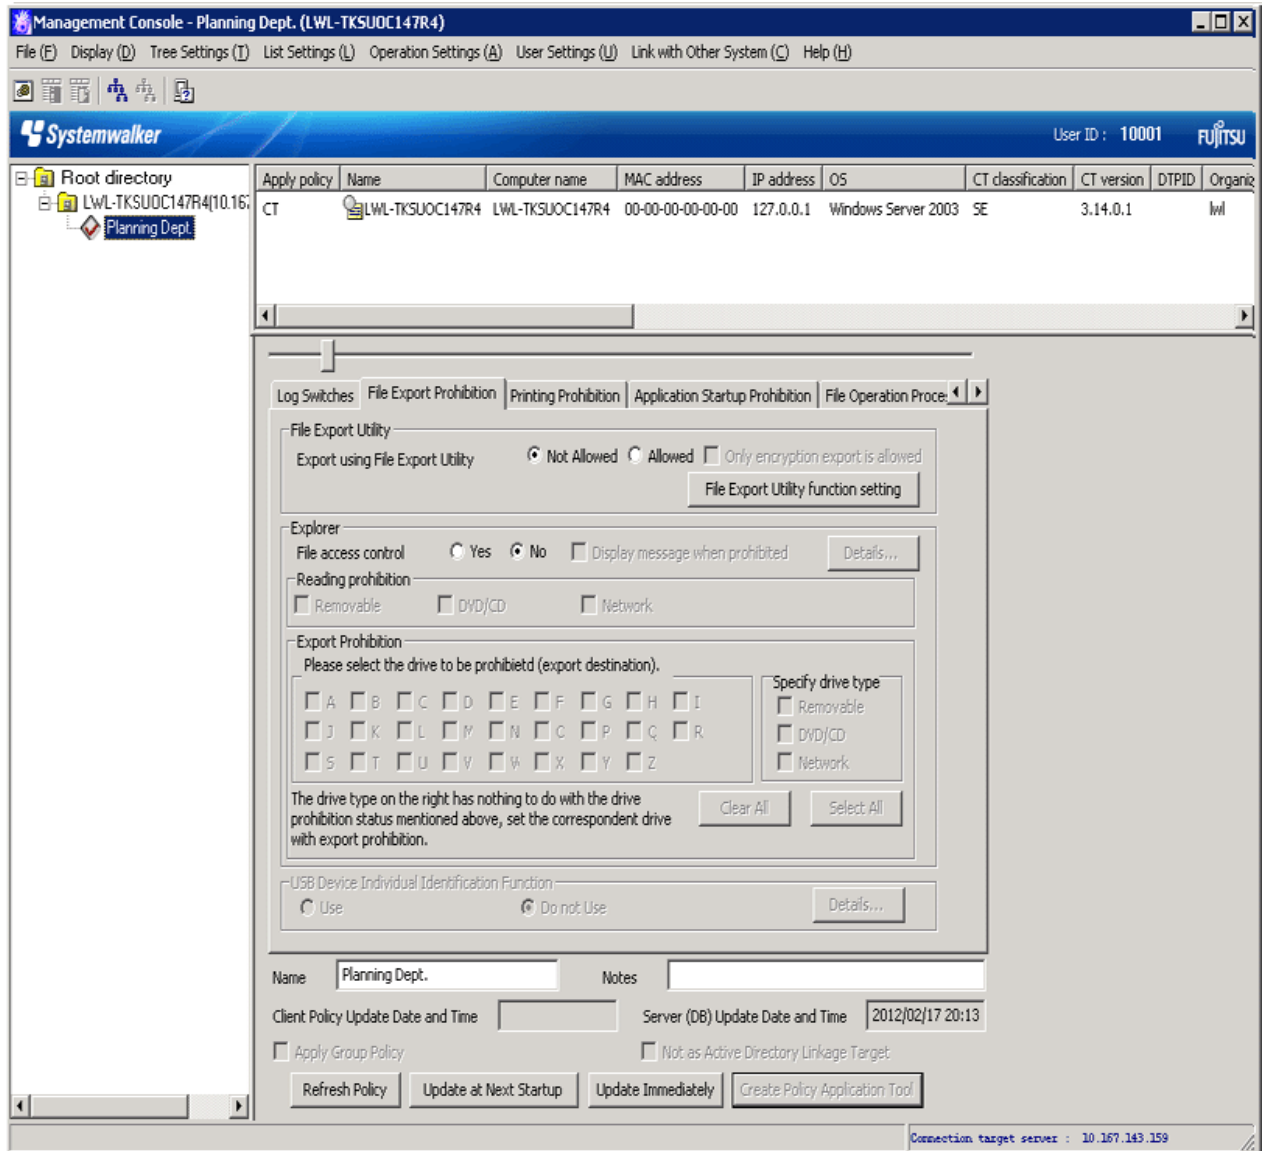 Management Console - Planning Dept. (LWL-TKSUOC147R4)
File (F) Display (D) Tree Settings (T) List Settings (L) Operation Settings (A) User Settings (U) Link with Other System (C) Help (H)
Systemwalker User ID : 10001 FUJITSU
Root directory
LWL-TKSUOC147R4[10.167
Planning Dept.
Apply policy Name Computer name MAC address IP address OS CT classification CT version DTPID Organiz
CT LWL-TKSUOC147R4 LWL-TKSUOC147R4 00-00-00-00-00-00 127.0.0.1 Windows Server 2003 SE 3.14.0.1 lwl
Log Switches File Export Prohibition Printing Prohibition Application Startup Prohibition File Operation Proces
File Export Utility
Export using File Export Utility Not Allowed Allowed Only encryption export is allowed
File Export Utility function setting
Explorer
File access control Yes No Display message when prohibited Details...
Reading prohibition
Removable DVD/CD Network
Export Prohibition
Please select the drive to be prohibietd (export destination).
Specify drive type
A B C D E F G H I
Removable
J K L M N O P Q R
DVD/CD
S T U V W X Y Z
Network
The drive type on the right has nothing to do with the drive
prohibition status mentioned above, set the correspondent drive
with export prohibition.
Clear All Select All
USB Device Individual Identification Function
Use Do not Use Details...
Name Planning Dept. Notes
Client Policy Update Date and Time Server (DB) Update Date and Time 2012/02/17 20:13
Apply Group Policy Not as Active Directory Linkage Target
Refresh Policy Update at Next Startup Update Immediately Create Policy Application Tool
Connection target server : 10.167.143.159